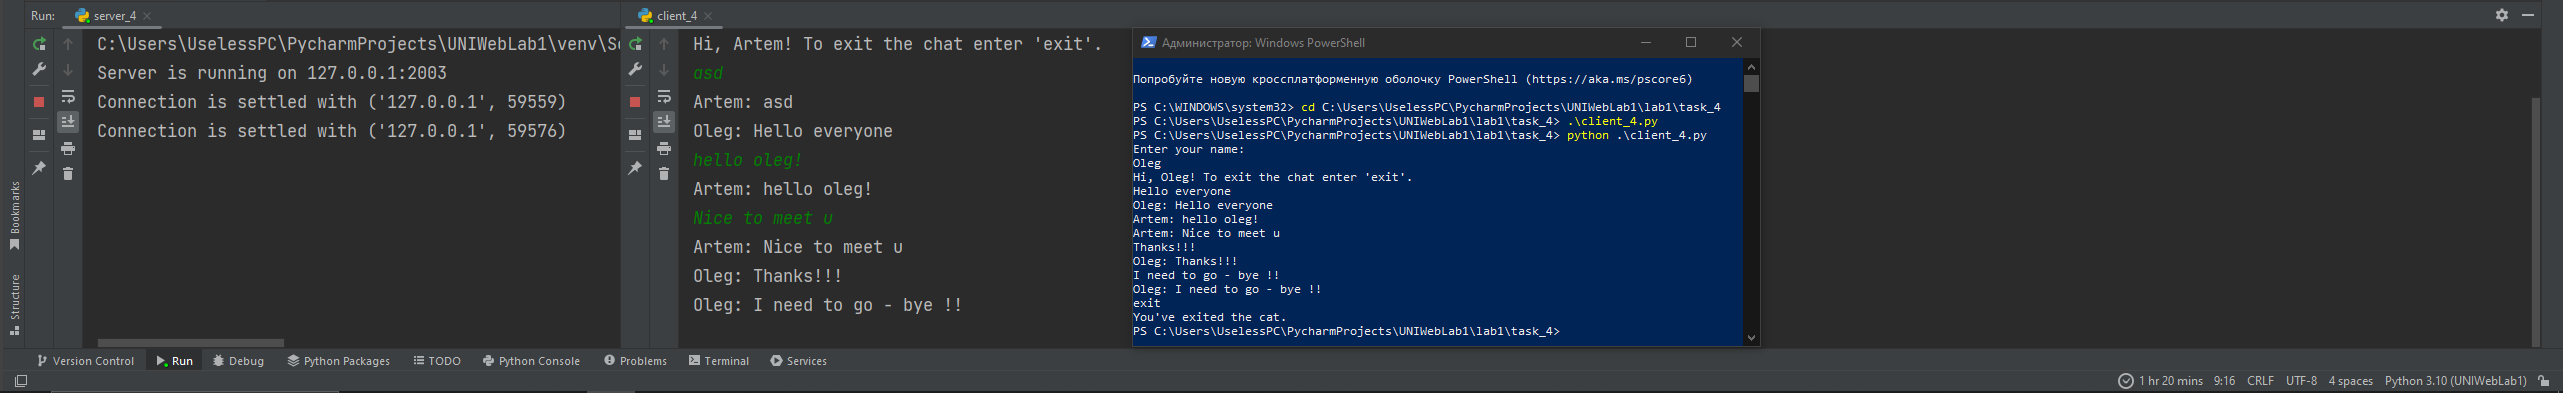 Run:
server_4
client_4
C:\Users\UselessPC\PycharmProjects\UNIWebLab1\venv\Sc
Server is running on 127.0.0.1:2003
Connection is settled with ('127.0.0.1', 59559)
Connection is settled with ('127.0.0.1', 59576)
Hi, Artem! To exit the chat enter 'exit'.
asd
Artem: asd
Oleg: Hello everyone
hello oleg!
Artem: hello oleg!
Nice to meet u
Artem: Nice to meet u
Oleg: Thanks!!!
Oleg: I need to go - bye !!
Администратор: Windows PowerShell
Попробуйте новую кроссплатформенную оболочку PowerShell (https://aka.ms/pscore6)
PS C:\WINDOWS\system32> cd C:\Users\UselessPC\PycharmProjects\UNIWebLab1\lab1\task_4
PS C:\Users\UselessPC\PycharmProjects\UNIWebLab1\lab1\task_4> .\client_4.py
PS C:\Users\UselessPC\PycharmProjects\UNIWebLab1\lab1\task_4> python .\client_4.py
Enter your name:
Oleg
Hi, Oleg! To exit the chat enter 'exit'.
Hello everyone
Oleg: Hello everyone
Artem: hello oleg!
Artem: Nice to meet u
Thanks!!!
Oleg: Thanks!!!
I need to go - bye !!
Oleg: I need to go - bye !!
exit
You've exited the cat.
PS C:\Users\UselessPC\PycharmProjects\UNIWebLab1\lab1\task_4>
Bookmarks
Structure
Version Control
Run
Debug
Python Packages
TODO
Python Console
Problems
Terminal
Services
1 hr 20 mins
9:16
CRLF
UTF-8
4 spaces
Python 3.10 (UNIWebLab1)